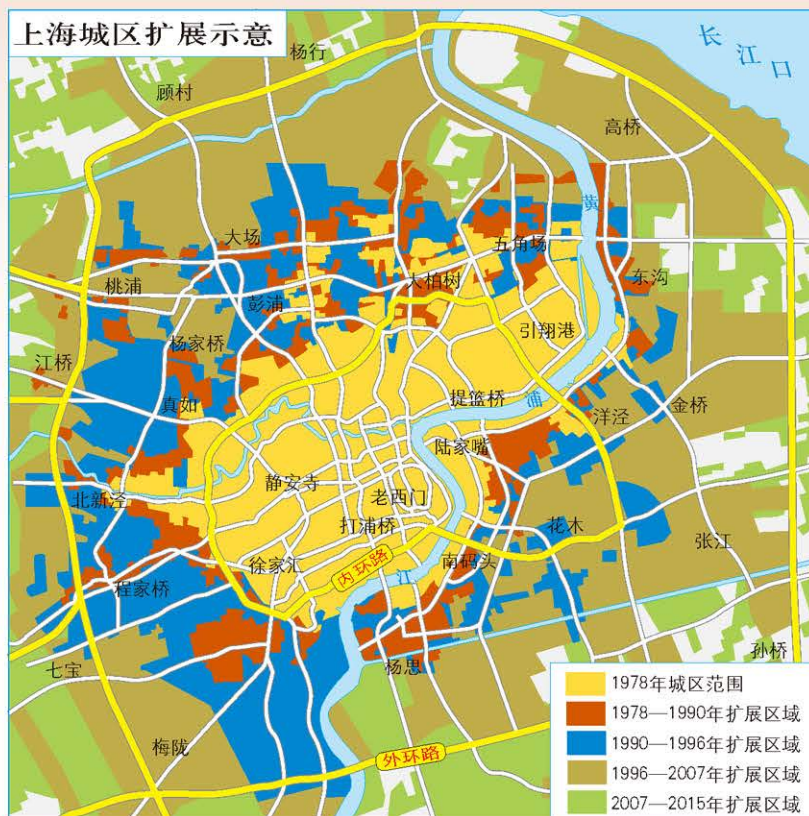 上海城区扩展示意
长江口
杨行
顾村
高桥
黄
大场
五角场
桃浦
大柏树
东沟
彭浦
引翔港
杨家桥
江桥
提篮桥
浦
真如
洋泾
金桥
陆家嘴
静安寺
北新泾
老西门
打浦桥
花木
张江
徐家汇
内环路
南码头
江
程家桥
孙桥
七宝
杨思
梅陇
外环路
1978年城区范围
1978—1990年扩展区域
1990—1996年扩展区域
1996—2007年扩展区域
2007—2015年扩展区域